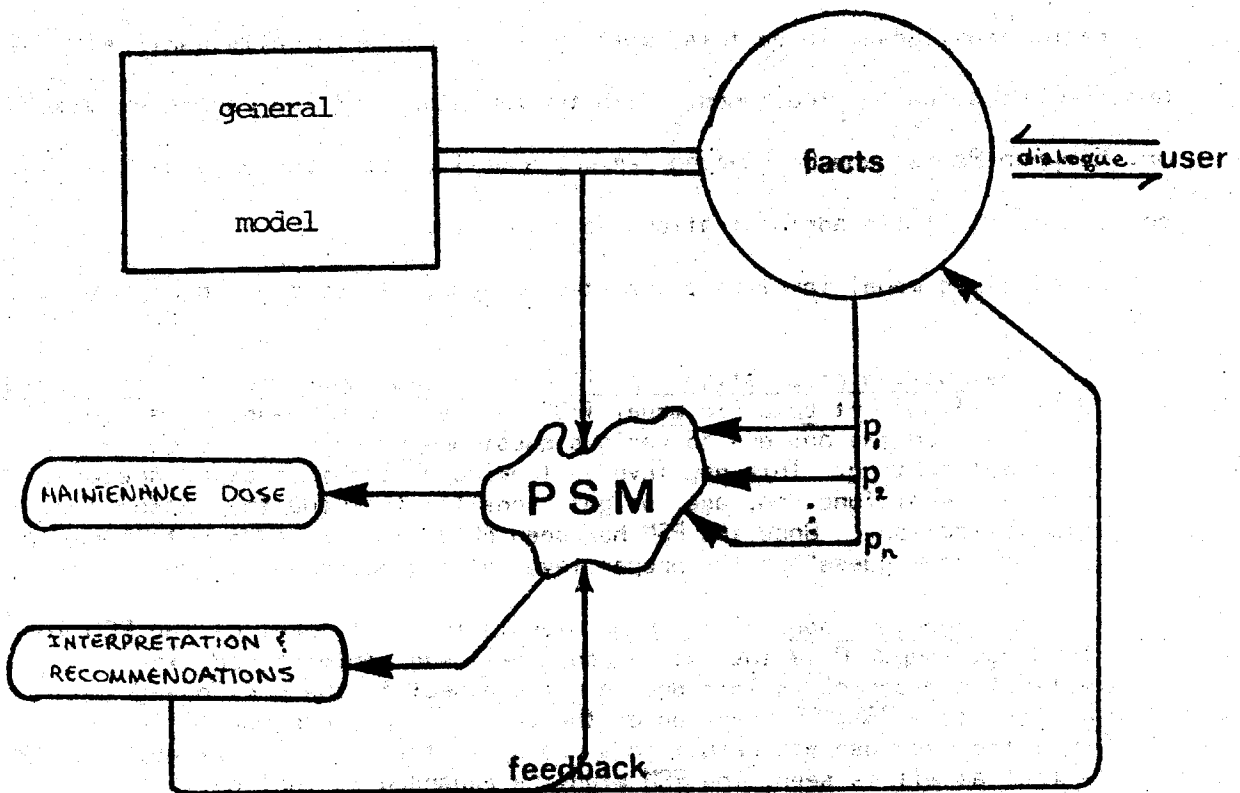 general
model
facts
dialogue
user
p₁
p₂
pₙ
PSM
MAINTENANCE DOSE
INTERPRETATION &
RECOMMENDATIONS
feedback